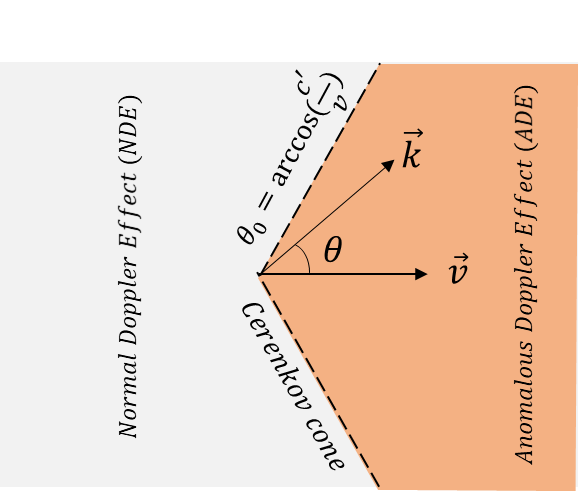 Normal Doppler Effect (NDE)
θ₀ = arccos(c′/v)
k⃗
θ
v⃗
Cerenkov cone
Anomalous Doppler Effect (ADE)